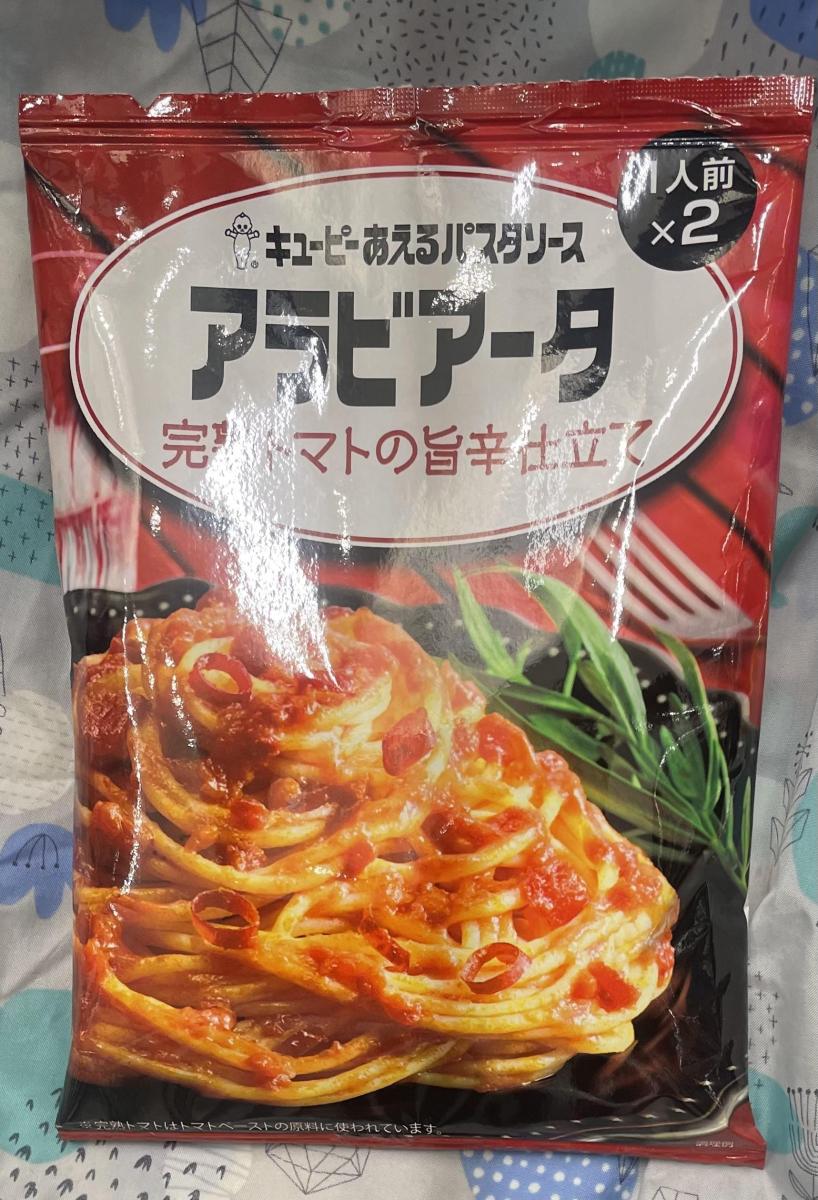 1人前
×2
キユーピーあえるパスタソース
アラビアータ
完熟トマトの旨辛仕立て
※完熟トマトはトマトペーストの原料に使われています。
調理例